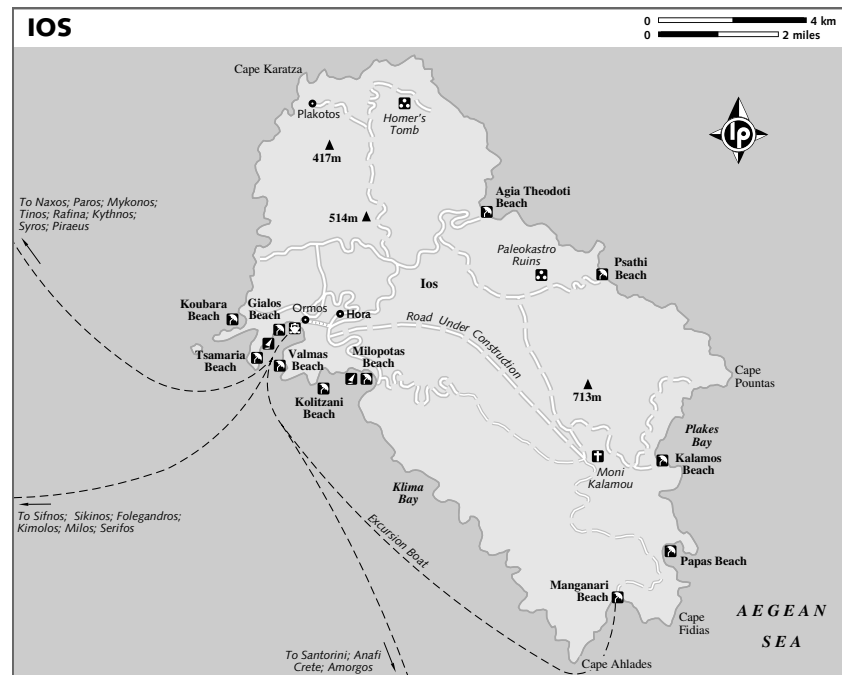 IOS
0 4 km
0 2 miles
Cape Karatza
Plakotos
Homer's
Tomb
417m
lp
To Naxos; Paros; Mykonos;
Tinos; Rafina; Kythnos;
Syros; Piraeus
514m
Agia Theodoti
Beach
Paleokastro
Ruins
Psathi
Beach
Ios
Koubara
Beach
Gialos
Beach
Ormos
Hora
Road Under Construction
Tsamaria
Beach
Valmas
Beach
Milopotas
Beach
Kolitzani
Beach
713m
Cape
Pountas
Plakes
Bay
Kalamos
Beach
Moni
Kalamou
Klima
Bay
To Sifnos; Sikinos; Folegandros;
Kimolos; Milos; Serifos
Excursion Boat
Papas Beach
Manganari
Beach
Cape
Fidias
AEGEAN
SEA
To Santorini; Anafi
Crete; Amorgos
Cape Ahlades